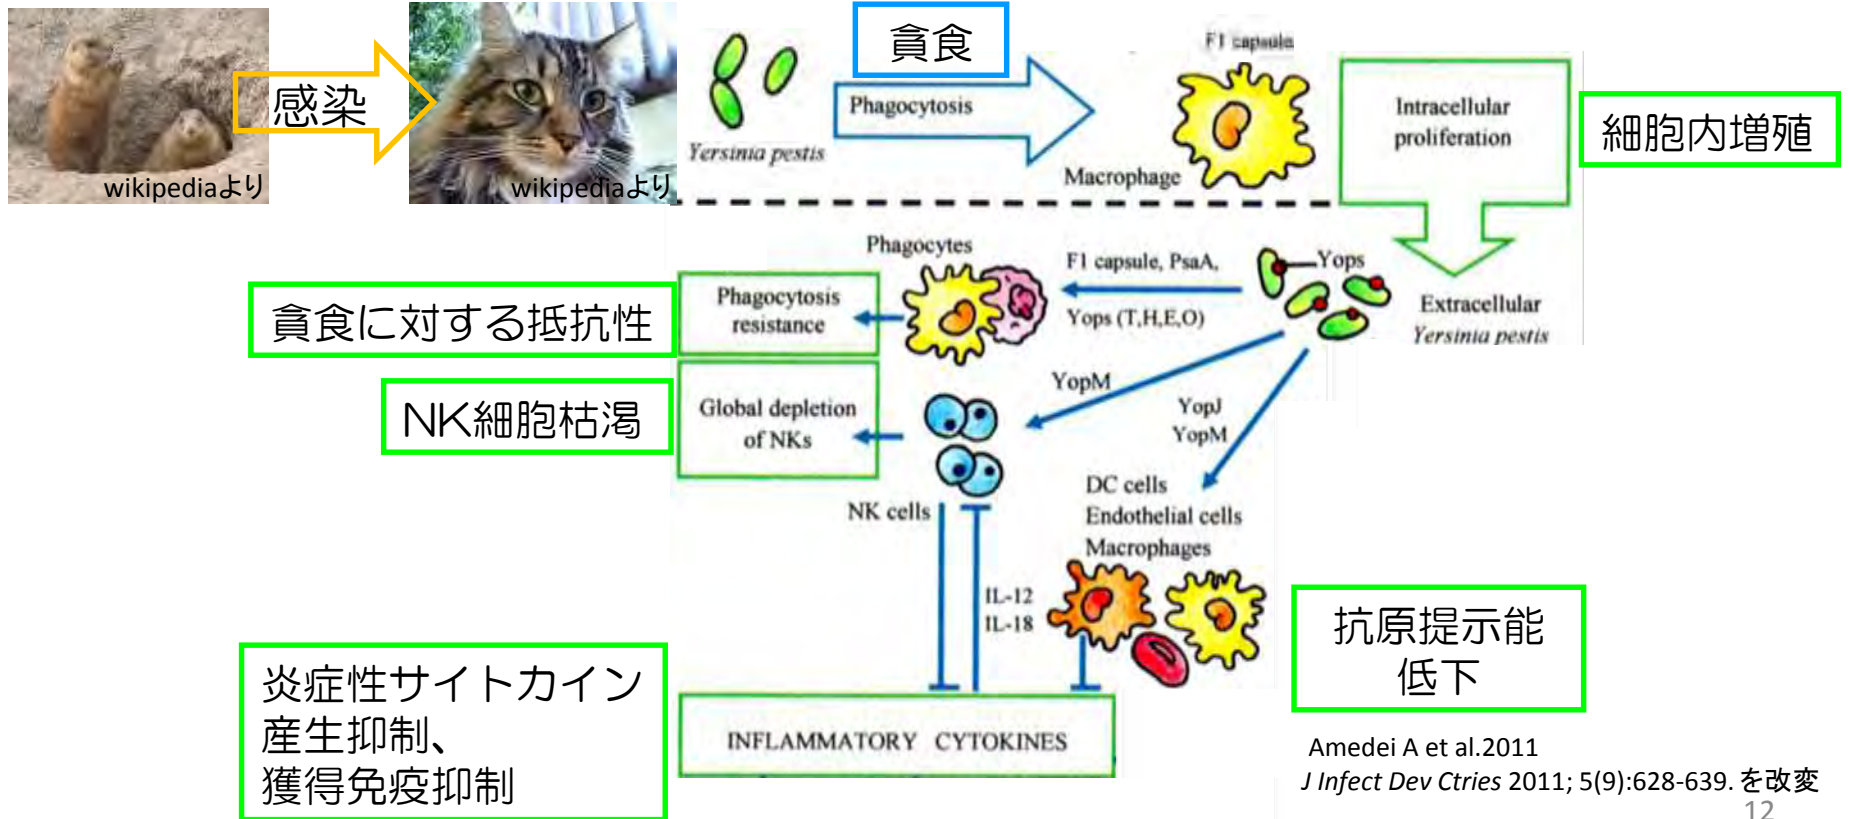 感染
wikipediaより
wikipediaより
貪食
Yersinia pestis
Phagocytosis
F1 capsule
Macrophage
Intracellular
proliferation
細胞内増殖
Phagocytes
F1 capsule, PsaA,
Yops (T,H,E,O)
Yops
Extracellular
Yersinia pestis
Phagocytosis
resistance
貪食に対する抵抗性
YopM
YopJ
YopM
Global depletion
of NKs
NK細胞枯渇
NK cells
DC cells
Endothelial cells
Macrophages
IL-12
IL-18
抗原提示能
低下
炎症性サイトカイン
産生抑制、
獲得免疫抑制
INFLAMMATORY CYTOKINES
Amedei A et al.2011
J Infect Dev Ctries 2011; 5(9):628-639. を改変
12